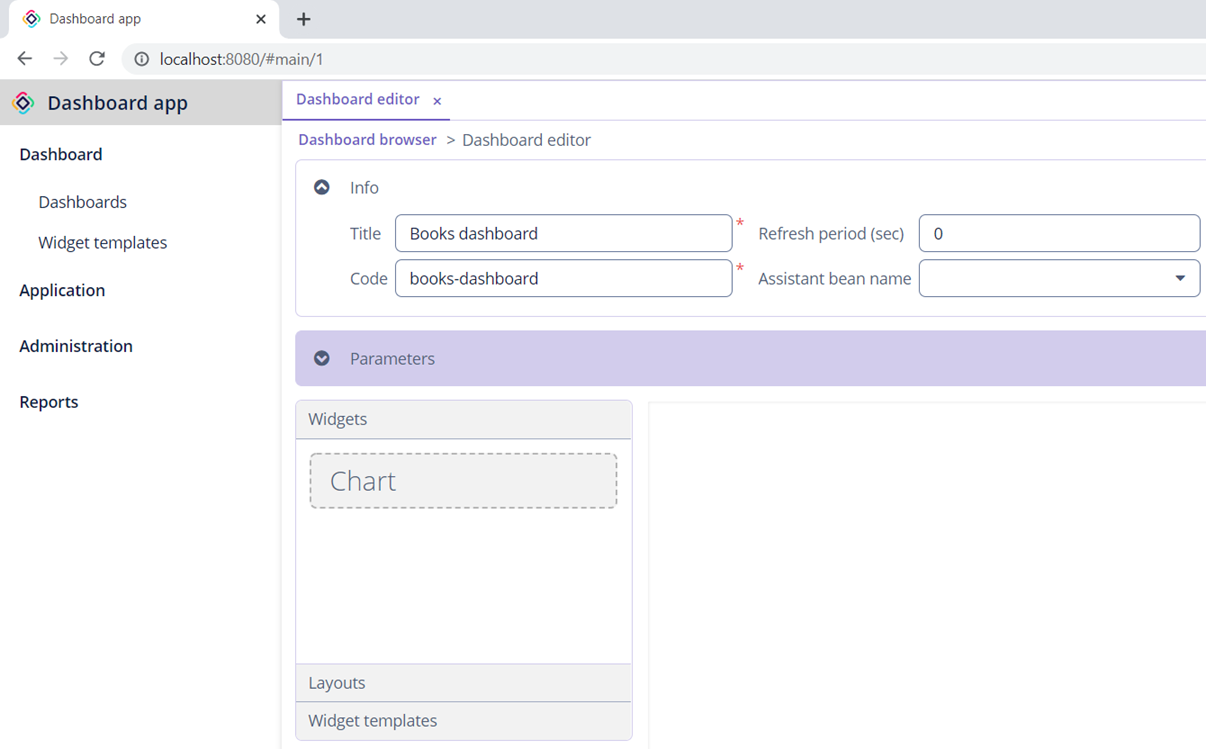 Dashboard app
localhost:8080/#main/1
Dashboard app
Dashboard
Dashboards
Widget templates
Application
Administration
Reports
Dashboard editor
Dashboard browser > Dashboard editor
Info
Title Books dashboard * Refresh period (sec) 0
Code books-dashboard * Assistant bean name
Parameters
Widgets
Chart
Layouts
Widget templates